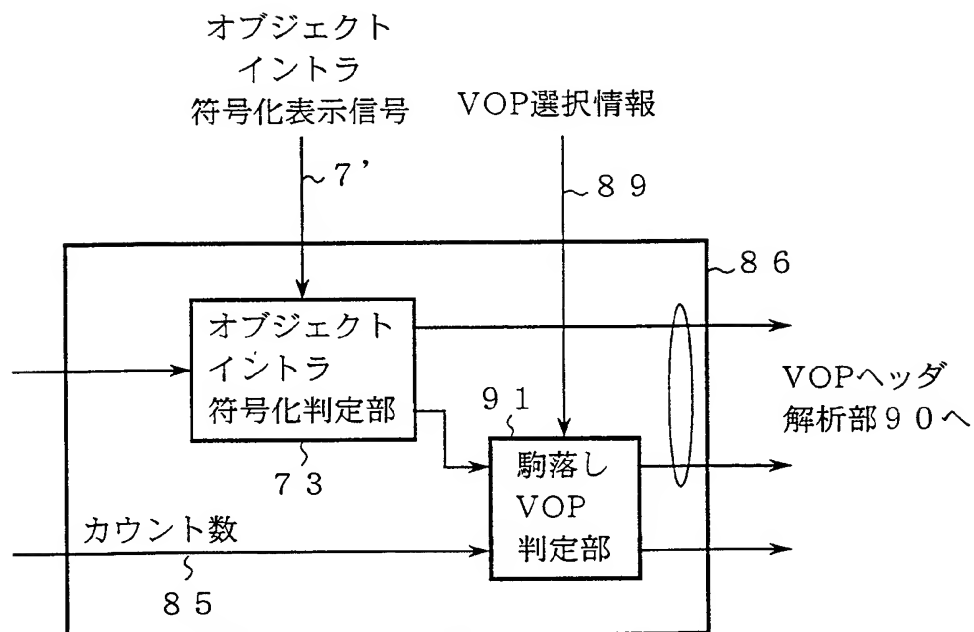 オブジェクト
イントラ
符号化表示信号
VOP選択情報
7’
89
86
オブジェクト
イントラ
符号化判定部
73
91
駒落し
VOP
判定部
VOPヘッダ
解析部90へ
カウント数
85